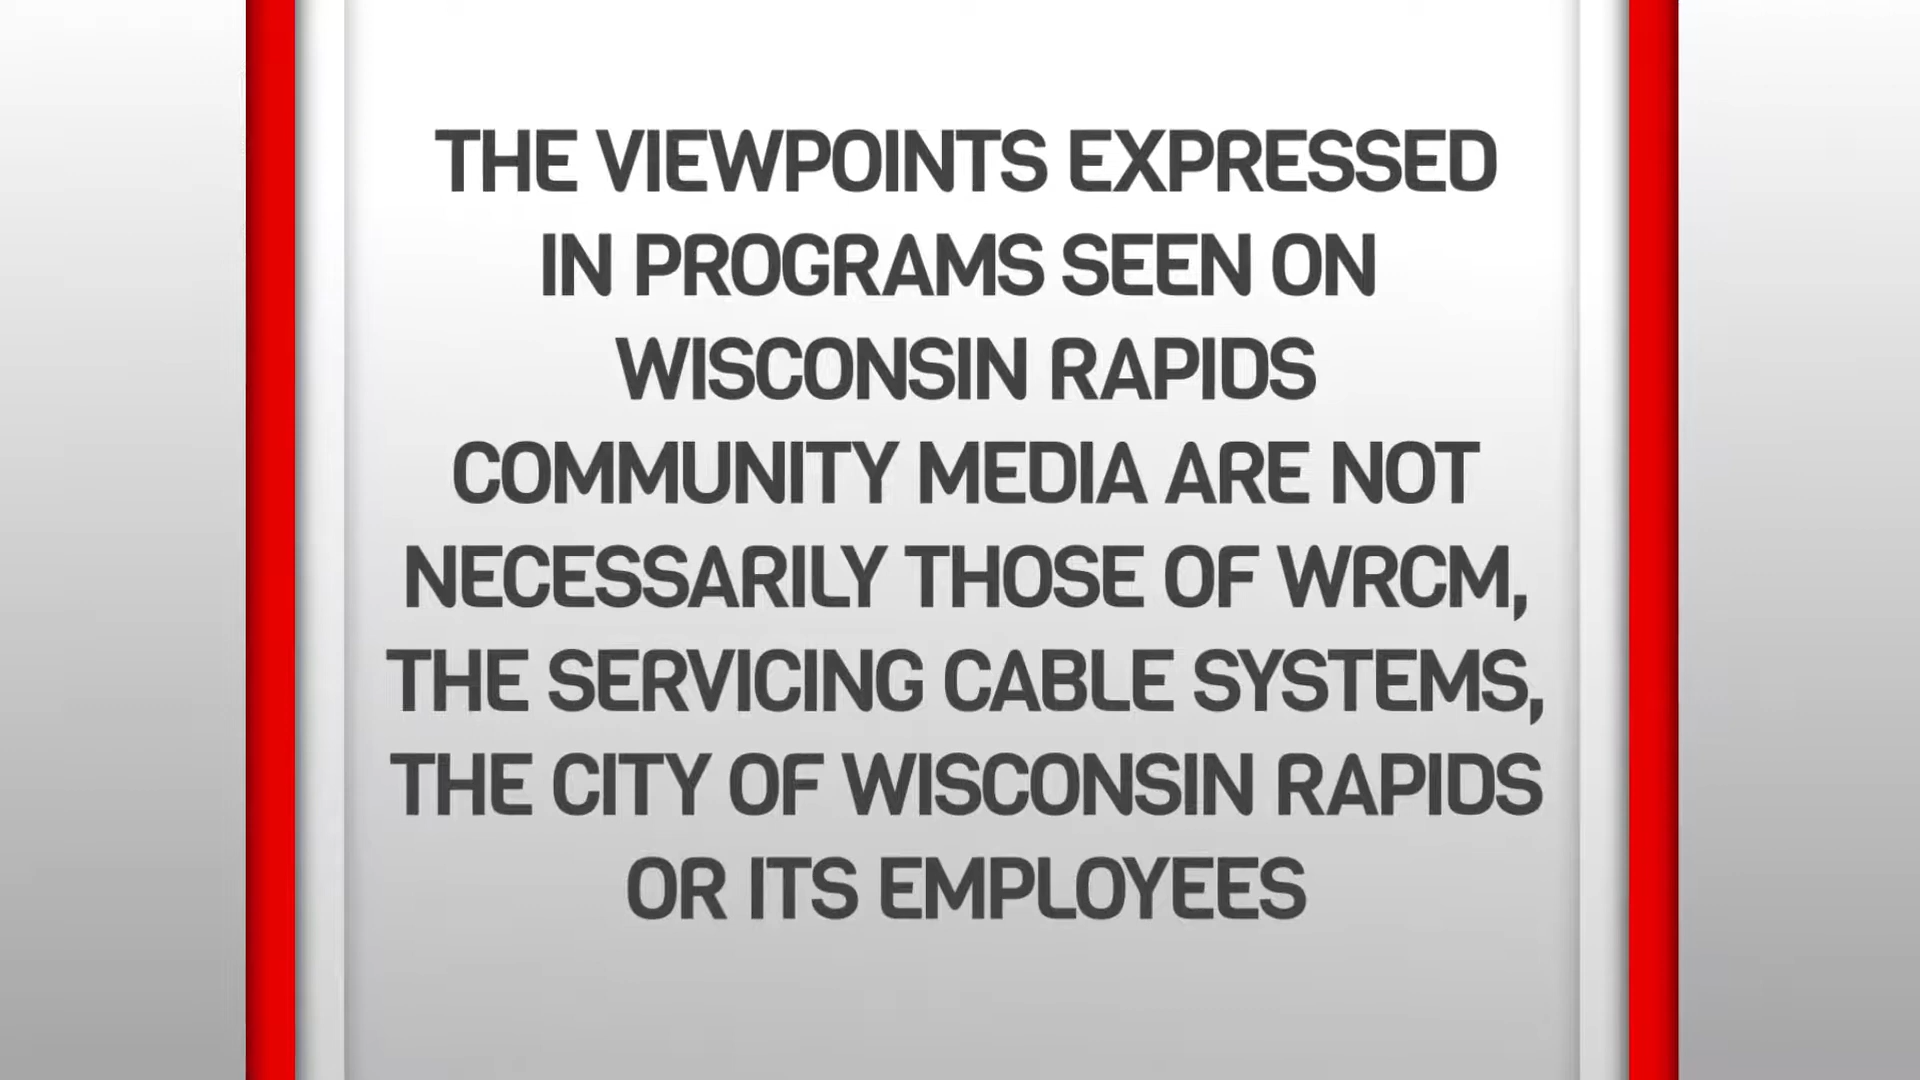 THE VIEWPOINTS EXPRESSED
IN PROGRAMS SEEN ON
WISCONSIN RAPIDS
COMMUNITY MEDIA ARE NOT
NECESSARILY THOSE OF WRCM,
THE SERVICING CABLE SYSTEMS,
THE CITY OF WISCONSIN RAPIDS
OR ITS EMPLOYEES